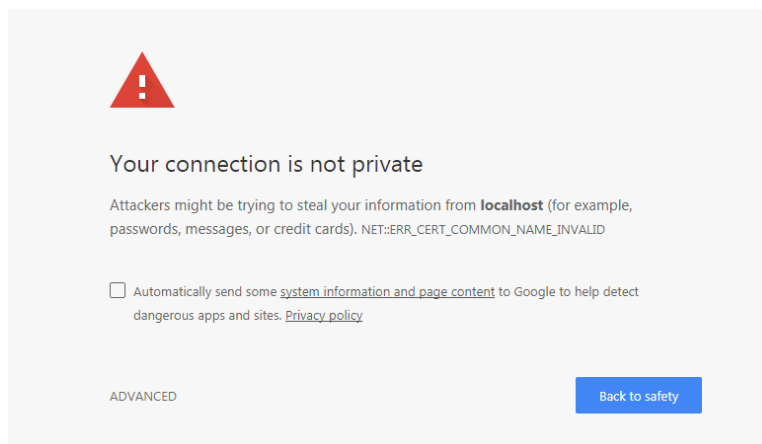 Your connection is not private
Attackers might be trying to steal your information from localhost (for example,
passwords, messages, or credit cards). NET::ERR_CERT_COMMON_NAME_INVALID
Automatically send some system information and page content to Google to help detect
dangerous apps and sites. Privacy policy
ADVANCED
Back to safety